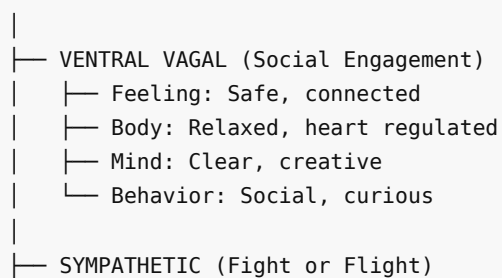 │
├── VENTRAL VAGAL (Social Engagement)
│   ├── Feeling: Safe, connected
│   ├── Body: Relaxed, heart regulated
│   ├── Mind: Clear, creative
│   └── Behavior: Social, curious
│
├── SYMPATHETIC (Fight or Flight)